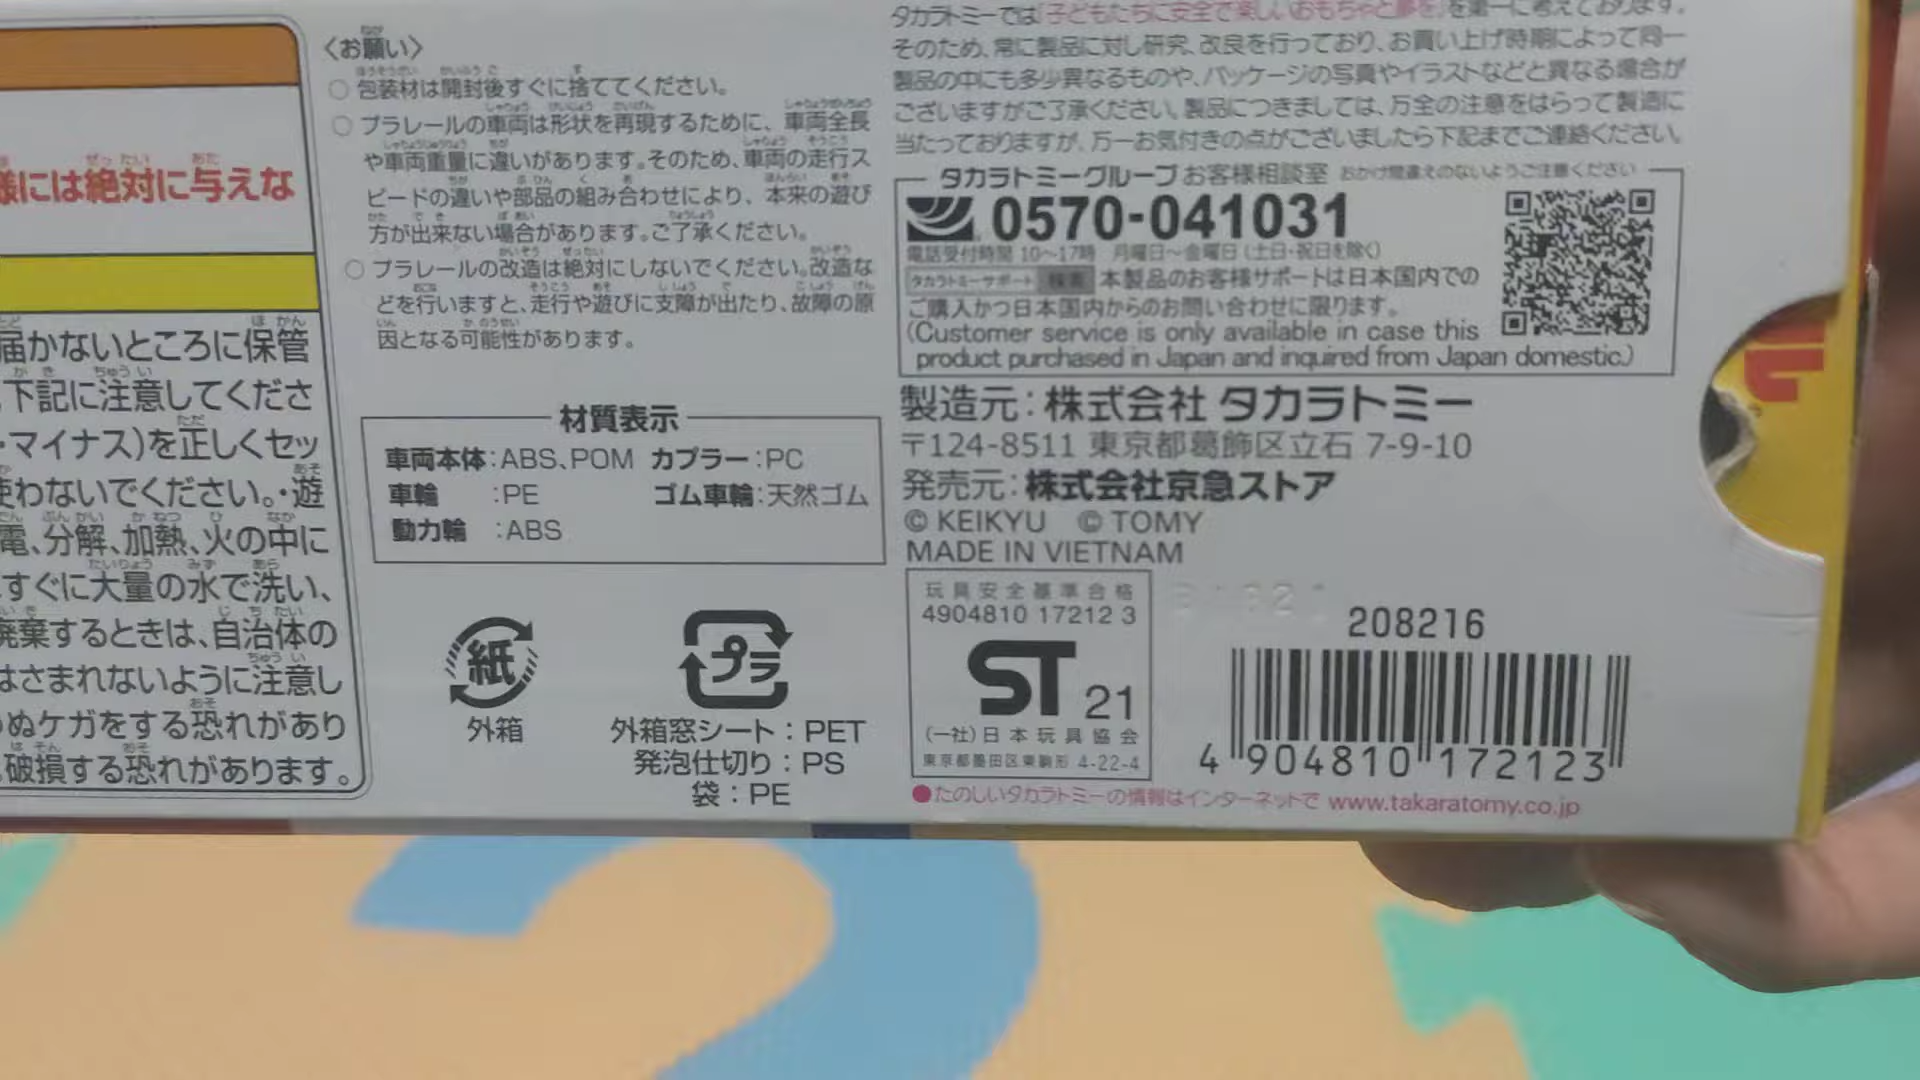 様には絶対に与えな
届かないところに保管
下記に注意してくださ
・マイナス)を正しくセッ
使わないでください。・遊
電、分解、加熱、火の中に
すぐに大量の水で洗い、
廃棄するときは、自治体の
はさまれないように注意し
ぬケガをする恐れがあり
破損する恐れがあります。
〈お願い〉
○ 包装材は開封後すぐに捨ててください。
○ プラレールの車両は形状を再現するために、車両全長
や車両重量に違いがあります。そのため、車両の走行ス
ピードの違いや部品の組み合わせにより、本来の遊び
方が出来ない場合があります。ご了承ください。
○ プラレールの改造は絶対にしないでください。改造な
どを行いますと、走行や遊びに支障が出たり、故障の原
因となる可能性があります。
材質表示
車両本体:ABS、POM カプラー:PC
車輪 :PE ゴム車輪:天然ゴム
動力輪 :ABS
紙
外箱
プラ
外箱窓シート：PET
発泡仕切り：PS
袋：PE
タカラトミーでは「子どもたちに安全で楽しいおもちゃと夢を」を第一に考えております。
そのため、常に製品に対し研究、改良を行っており、お買い上げ時期によって同一
製品の中にも多少異なるものや、パッケージの写真やイラストなどと異なる場合が
ございますがご了承ください。製品につきましては、万全の注意をはらって製造に
当たっておりますが、万一お気付きの点がございましたら下記までご連絡ください。
タカラトミーグループお客様相談室 おかけ間違えのないようご注意ください
0570-041031
電話受付時間 10～17時 月曜日～金曜日(土日・祝日を除く)
タカラトミーサポート 検索 本製品のお客様サポートは日本国内での
ご購入かつ日本国内からのお問い合わせに限ります。
(Customer service is only available in case this
product purchased in Japan and inquired from Japan domestic.)
製造元:株式会社 タカラトミー
〒124-8511 東京都葛飾区立石 7-9-10
発売元:株式会社京急ストア
© KEIKYU © TOMY
MADE IN VIETNAM
玩具安全基準合格
4904810 17212 3
ST 21
(一社)日本玩具協会
東京都墨田区東駒形 4-22-4
208216
4 904810 172123
●たのしいタカラトミーの情報はインターネットで www.takaratomy.co.jp